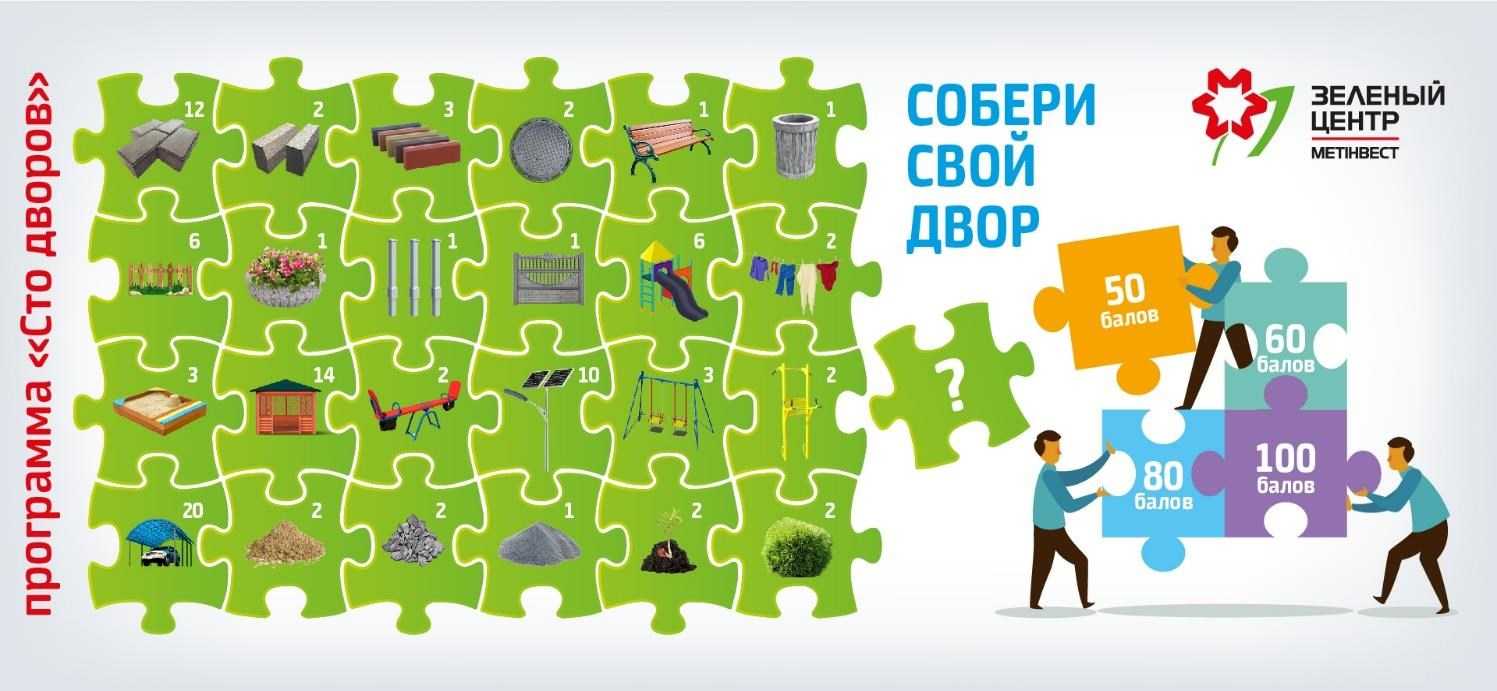 программа «Сто дворов»
12 2 3 2 1 1
6 1 1 1 6 2
3 14 2 10 3 2
20 2 2 1 2 2
?
СОБЕРИ
СВОЙ
ДВОР
ЗЕЛЕНЫЙ
ЦЕНТР
МЕТІНВЕСТ
50
балов
60
балов
80
балов
100
балов